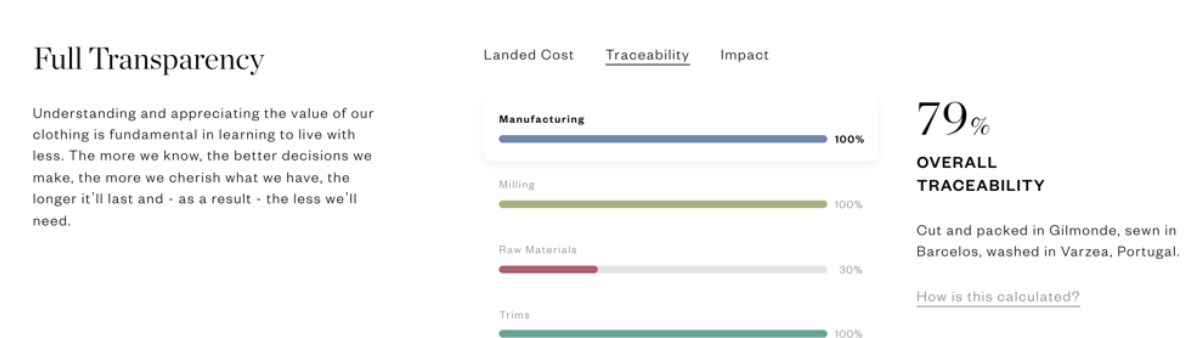 Full Transparency
Understanding and appreciating the value of our
clothing is fundamental in learning to live with
less. The more we know, the better decisions we
make, the more we cherish what we have, the
longer it'll last and - as a result - the less we'll
need.
Landed Cost Traceability Impact
Manufacturing
100%
Milling
100%
Raw Materials
30%
Trims
100%
79%
OVERALL
TRACEABILITY
Cut and packed in Gilmonde, sewn in
Barcelos, washed in Varzea, Portugal.
How is this calculated?